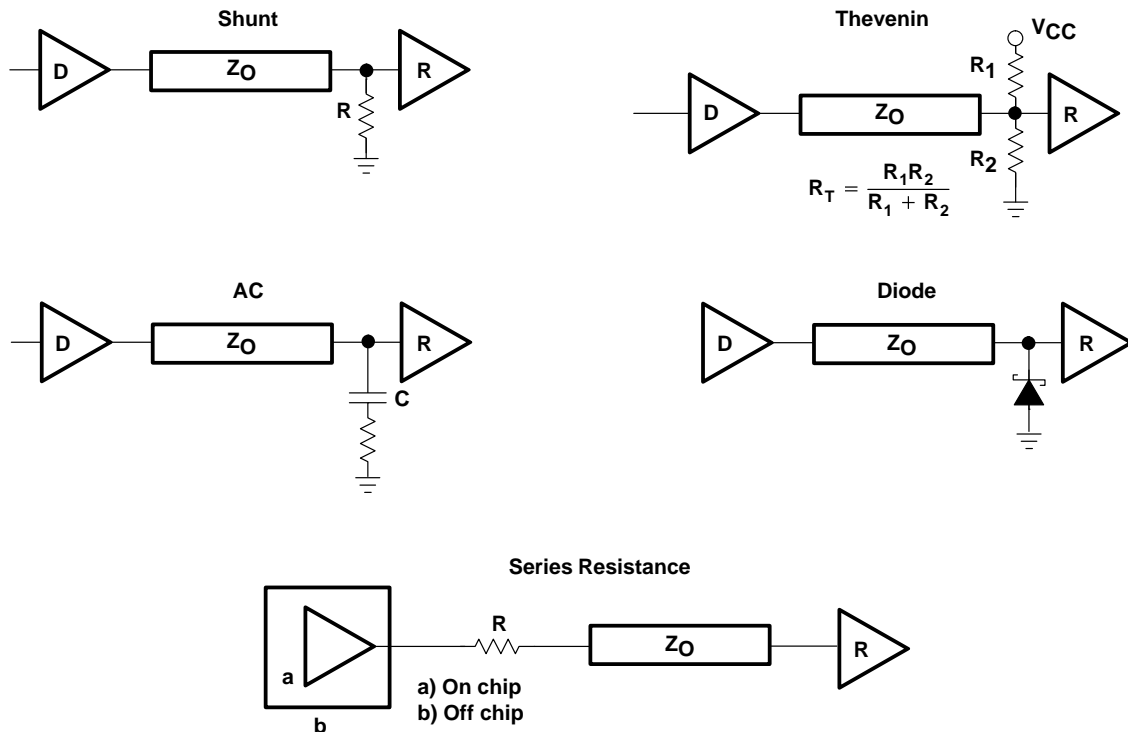 Shunt
D
ZO
R
R
Thevenin
VCC
R1
D
ZO
R
R2
RT = R1R2 / R1 + R2
AC
D
ZO
R
C
Diode
D
ZO
R
Series Resistance
R
ZO
R
a
a) On chip
b) Off chip
b